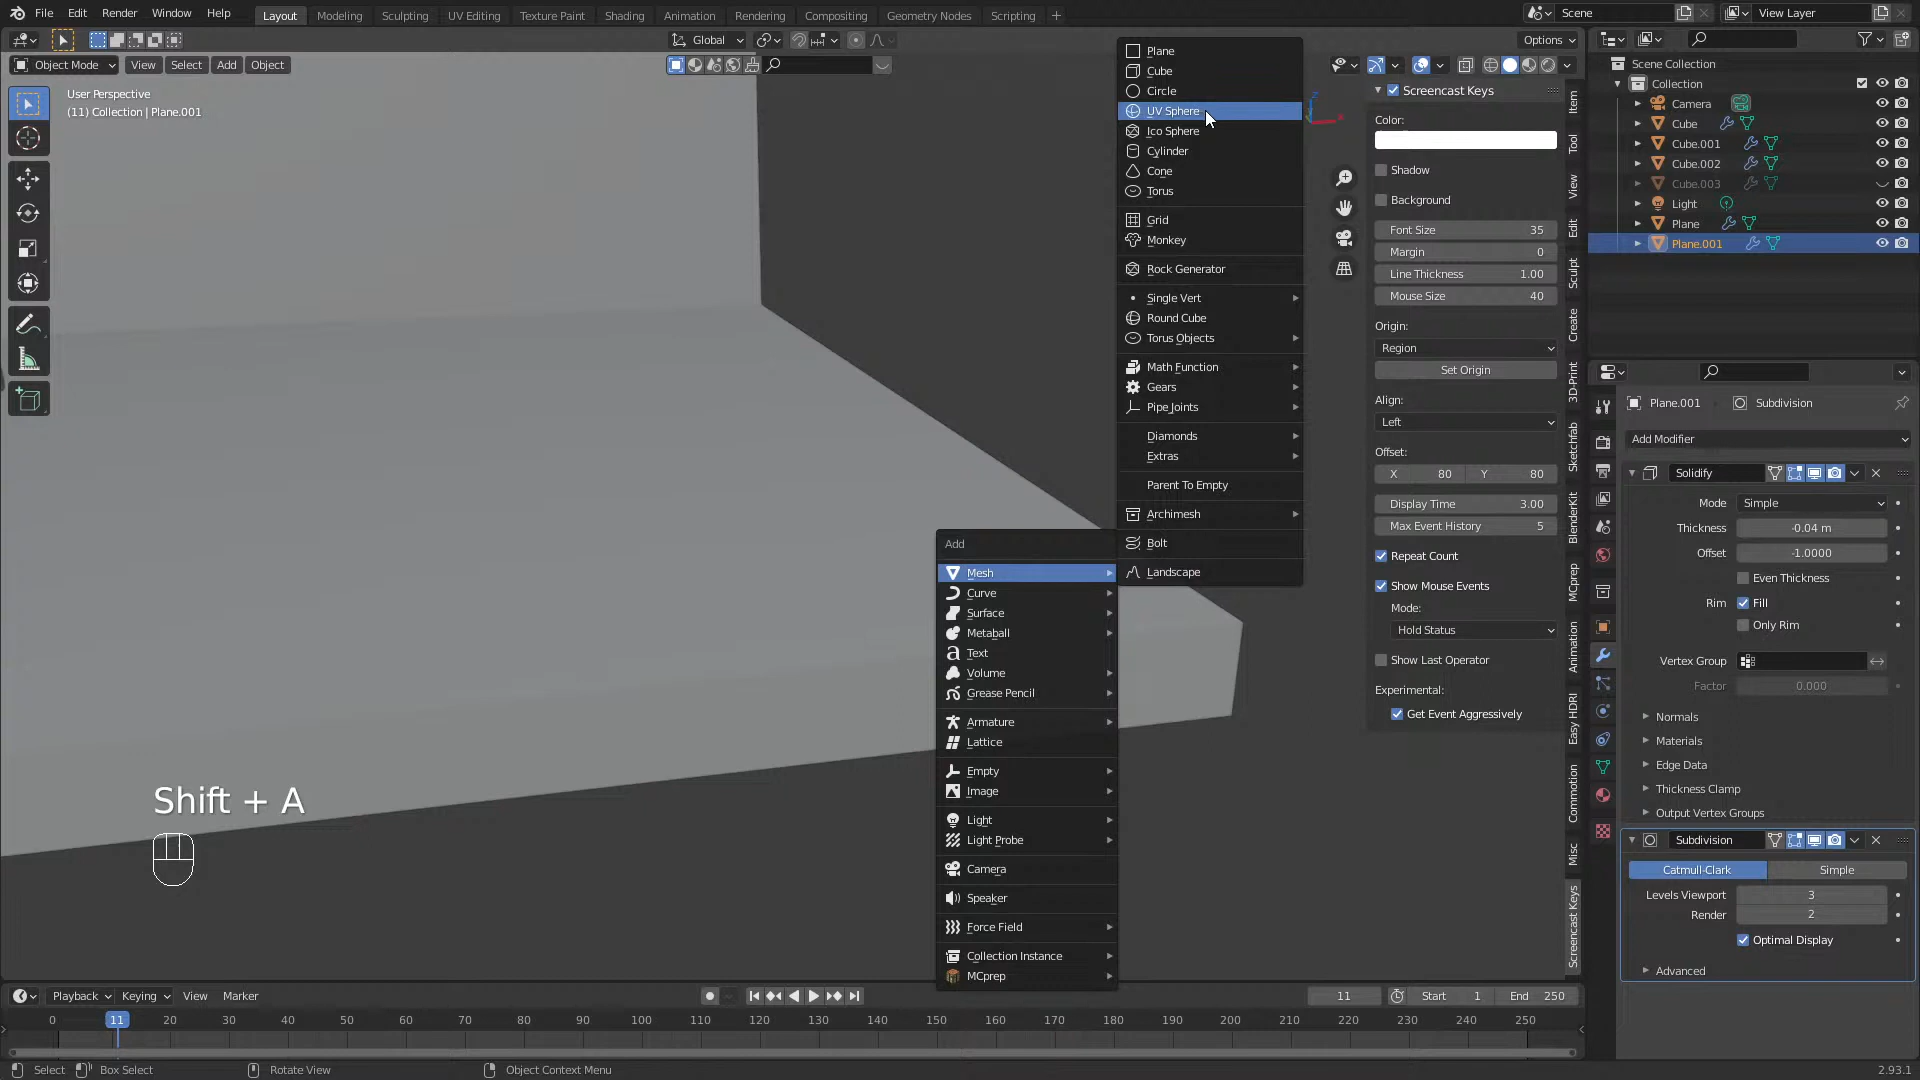 File Edit Render Window Help Layout Modeling Sculpting UV Editing Texture Paint Shading Animation Rendering Compositing Geometry Nodes Scripting Scene View Layer
Global Options
Object Mode View Select Add Object
User Perspective
(11) Collection | Plane.001
Plane
Cube
Circle
UV Sphere
Ico Sphere
Cylinder
Cone
Torus
Grid
Monkey
Rock Generator
Single Vert
Round Cube
Torus Objects
Math Function
Gears
Pipe Joints
Diamonds
Extras
Parent To Empty
Archimesh
Bolt
Landscape
Add
Mesh
Curve
Surface
Metaball
Text
Volume
Grease Pencil
Armature
Lattice
Empty
Image
Light
Light Probe
Camera
Speaker
Force Field
Collection Instance
MCprep
Shift + A
Screencast Keys
Color:
Shadow
Background
Font Size 35
Margin 0
Line Thickness 1.00
Mouse Size 40
Origin:
Region
Set Origin
Align:
Left
Offset:
X 80 Y 80
Display Time 3.00
Max Event History 5
Repeat Count
Show Mouse Events
Mode:
Hold Status
Show Last Operator
Experimental:
Get Event Aggressively
Item
Tool
View
Edit
Sculpt
Create
3D-Print
Sketchfab
BlenderKit
MCprep
Animation
Easy HDRI
Commotion
Misc
Screencast Keys
Scene Collection
Collection
Camera
Cube
Cube.001
Cube.002
Cube.003
Light
Plane
Plane.001
Plane.001 Subdivision
Add Modifier
Solidify
Mode Simple
Thickness -0.04 m
Offset -1.0000
Even Thickness
Rim Fill
Only Rim
Vertex Group
Factor 0.000
Normals
Materials
Edge Data
Thickness Clamp
Output Vertex Groups
Subdivision
Catmull-Clark Simple
Levels Viewport 3
Render 2
Optimal Display
Advanced
Playback Keying View Marker 11 Start 1 End 250
0 11 20 30 40 50 60 70 80 90 100 110 120 130 140 150 160 170 180 190 200 210 220 230 240 250
Select Box Select Rotate View Object Context Menu 2.93.1